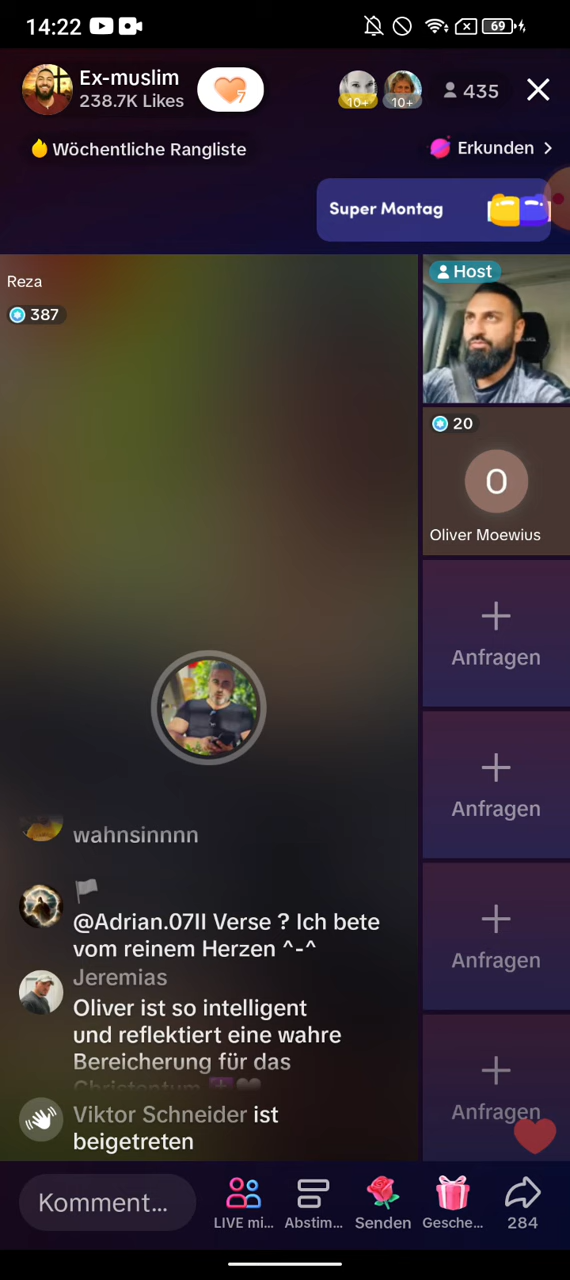 14:22
69
Ex-muslim
238.7K Likes
7
10+
10+
435
Wöchentliche Rangliste
Erkunden
Super Montag
Reza
387
Host
20
O
Oliver Moewius
Anfragen
Anfragen
Anfragen
Anfragen
wahnsinnnn
@Adrian.07II Verse ? Ich bete
vom reinem Herzen ^-^
Jeremias
Oliver ist so intelligent
und reflektiert eine wahre
Bereicherung für das
Christentum
Viktor Schneider ist
beigetreten
Komment...
LIVE mi...
Abstim...
Senden
Gesche...
284